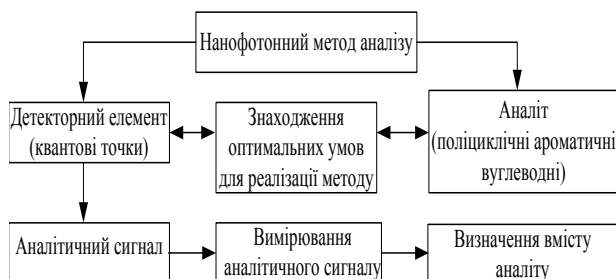 Нанофотонний метод аналізу
Детекторний елемент
(квантові точки)
Знаходження
оптимальних умов
для реалізації методу
Аналіт
(поліциклічні ароматичні
вуглеводні)
Аналітичний сигнал
Вимірювання
аналітичного сигналу
Визначення вмісту
аналіту